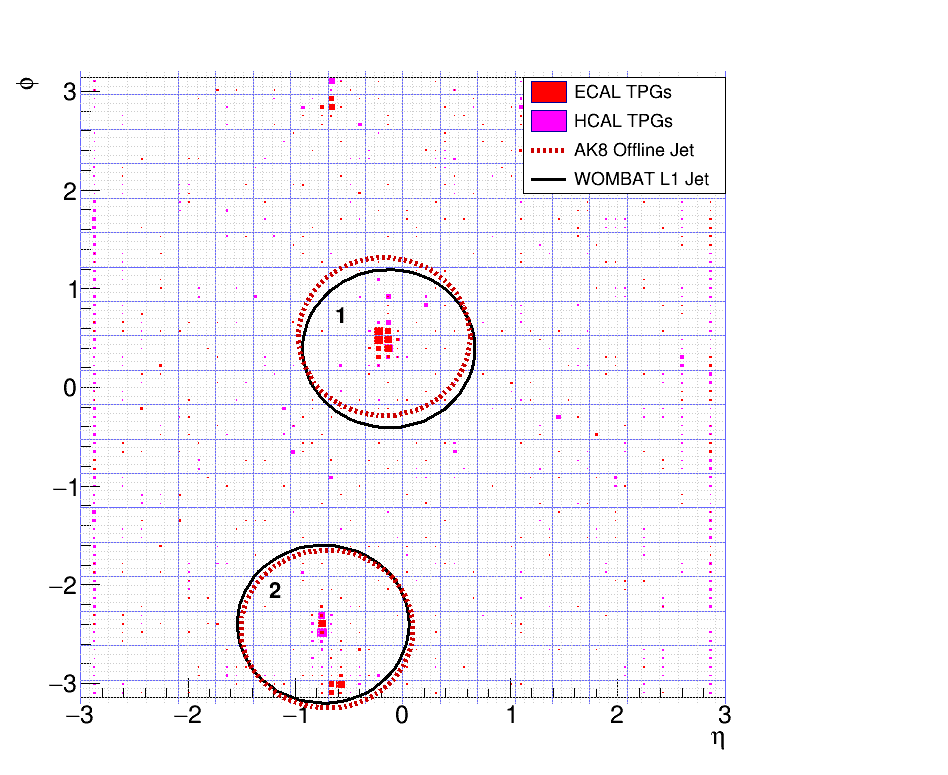 φ
3
ECAL TPGs
HCAL TPGs
AK8 Offline Jet
WOMBAT L1 Jet
2
1
1
0
−1
−2
2
−3
−3 −2 −1 0 1 2 3
η